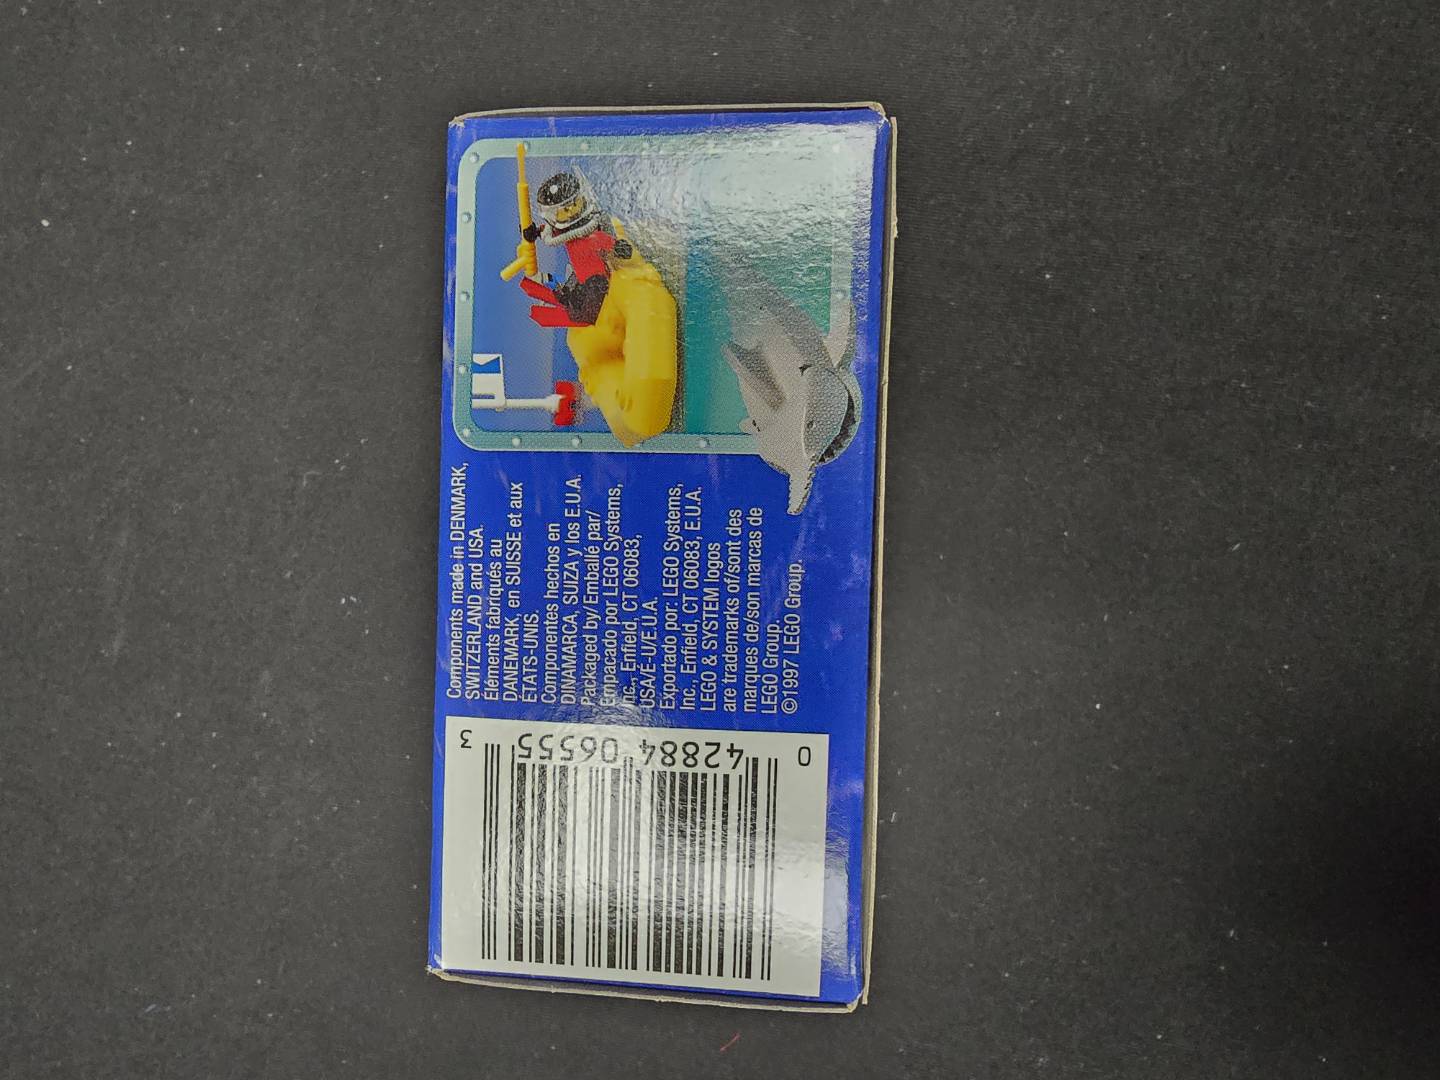 Components made in DENMARK,
SWITZERLAND and USA.
Éléments fabriqués au
DANEMARK, en SUISSE et aux
ÉTATS-UNIS.
Componentes hechos en
DINAMARCA, SUIZA y los E.U.A.
Packaged by/ Emballé par/
Empacado por LEGO Systems,
Inc., Enfield, CT 06083,
USA/É-U/E.U.A.
Exportado por: LEGO Systems,
Inc., Enfield, CT 06083, E.U.A.
LEGO & SYSTEM logos
are trademarks of/sont des
marques de/son marcas de
LEGO Group.
©1997 LEGO Group.
0 42884 06555 3